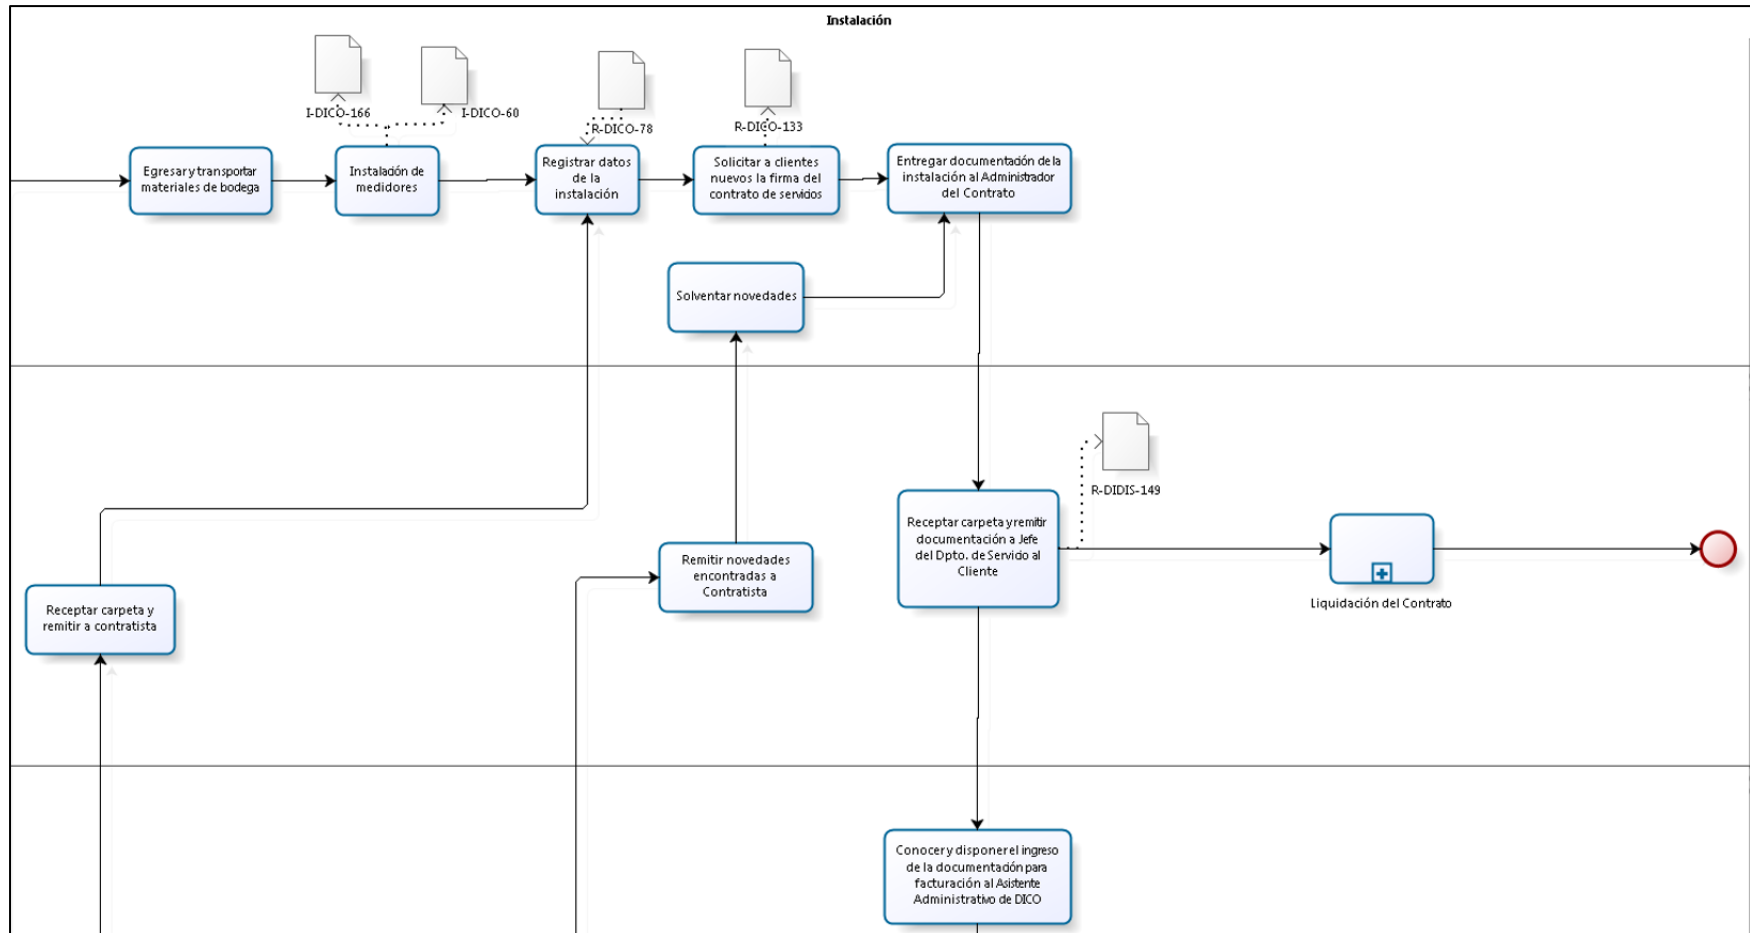 Instalación
I-DICO-166
I-DICO-60
R-DICO-78
R-DICO-133
Egresar y transportar
materiales de bodega
Instalación de
medidores
Registrar datos
de la
instalación
Solicitar a clientes
nuevos la firma del
contrato de servicios
Entregar documentación de la
instalación al Administrador
del Contrato
Solventar novedades
R-DIDIS-149
Receptar carpeta y remitir
documentación a Jefe
del Dpto. de Servicio al
Cliente
Remitir novedades
encontradas a
Contratista
Liquidación del Contrato
Receptar carpeta y
remitir a contratista
Conocer y disponer el ingreso
de la documentación para
facturación al Asistente
Administrativo de DICO